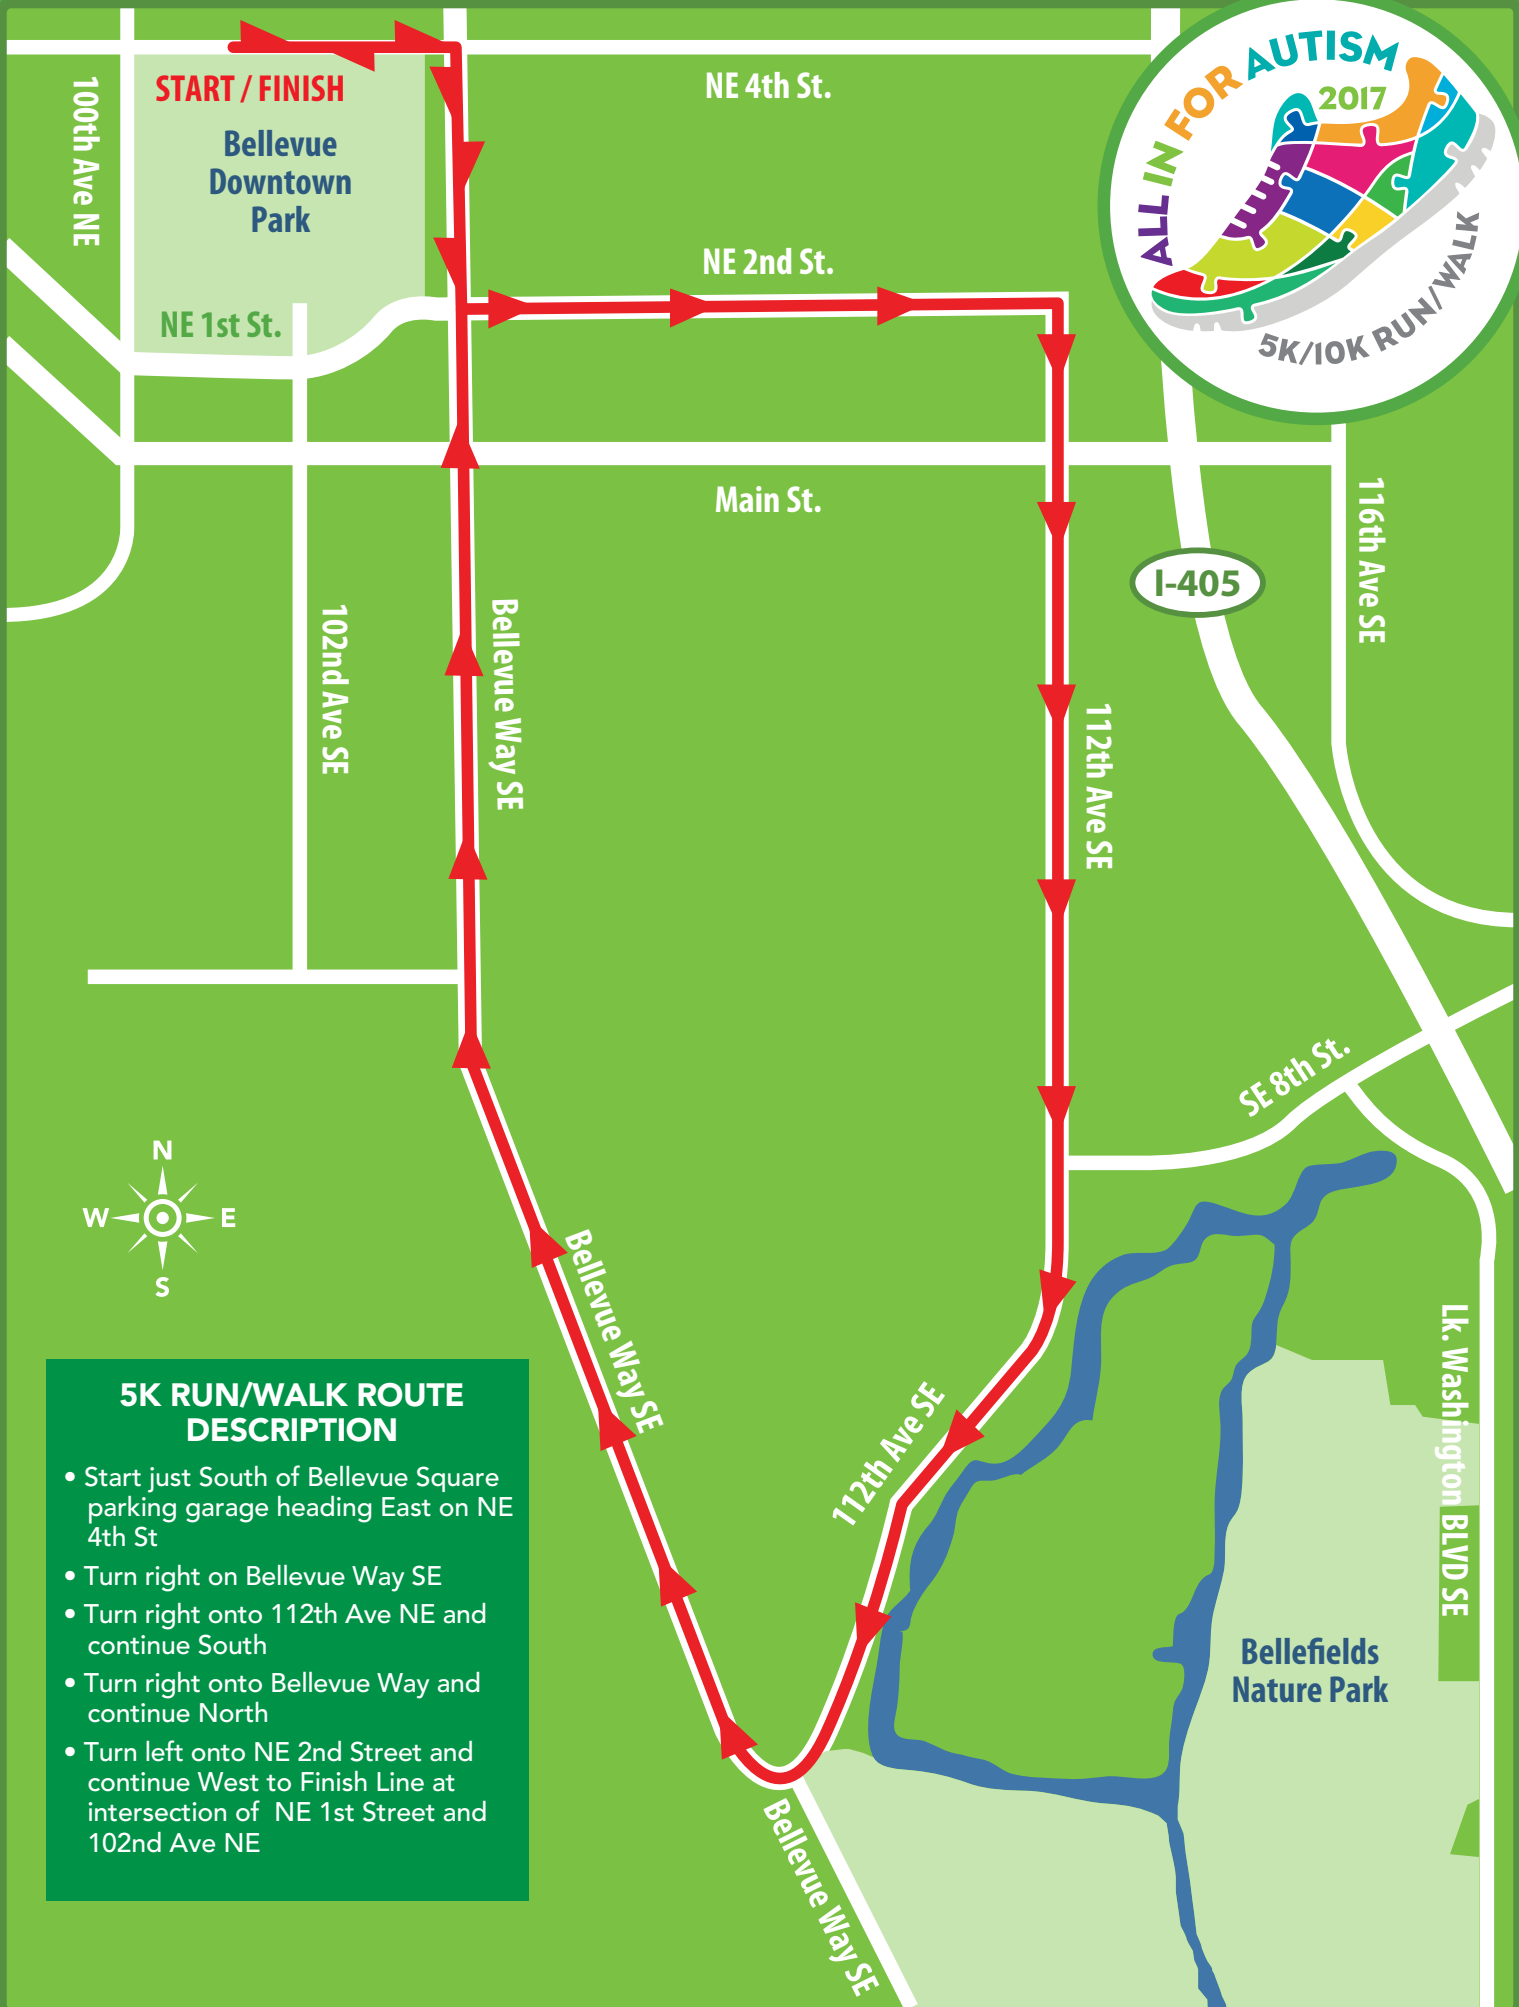 ALL IN FOR AUTISM
2017
5K/10K RUN/WALK
START / FINISH
Bellevue
Downtown
Park
100th Ave NE
NE 4th St.
NE 2nd St.
NE 1st St.
Main St.
116th Ave SE
I-405
102nd Ave SE
Bellevue Way SE
112th Ave SE
SE 8th St.
N
W
E
S
Bellevue Way SE
112th Ave SE
Lk. Washington BLVD SE
Bellefields
Nature Park
Bellevue Way SE
5K RUN/WALK ROUTE
DESCRIPTION
• Start just South of Bellevue Square
parking garage heading East on NE
4th St
• Turn right on Bellevue Way SE
• Turn right onto 112th Ave NE and
continue South
• Turn right onto Bellevue Way and
continue North
• Turn left onto NE 2nd Street and
continue West to Finish Line at
intersection of NE 1st Street and
102nd Ave NE